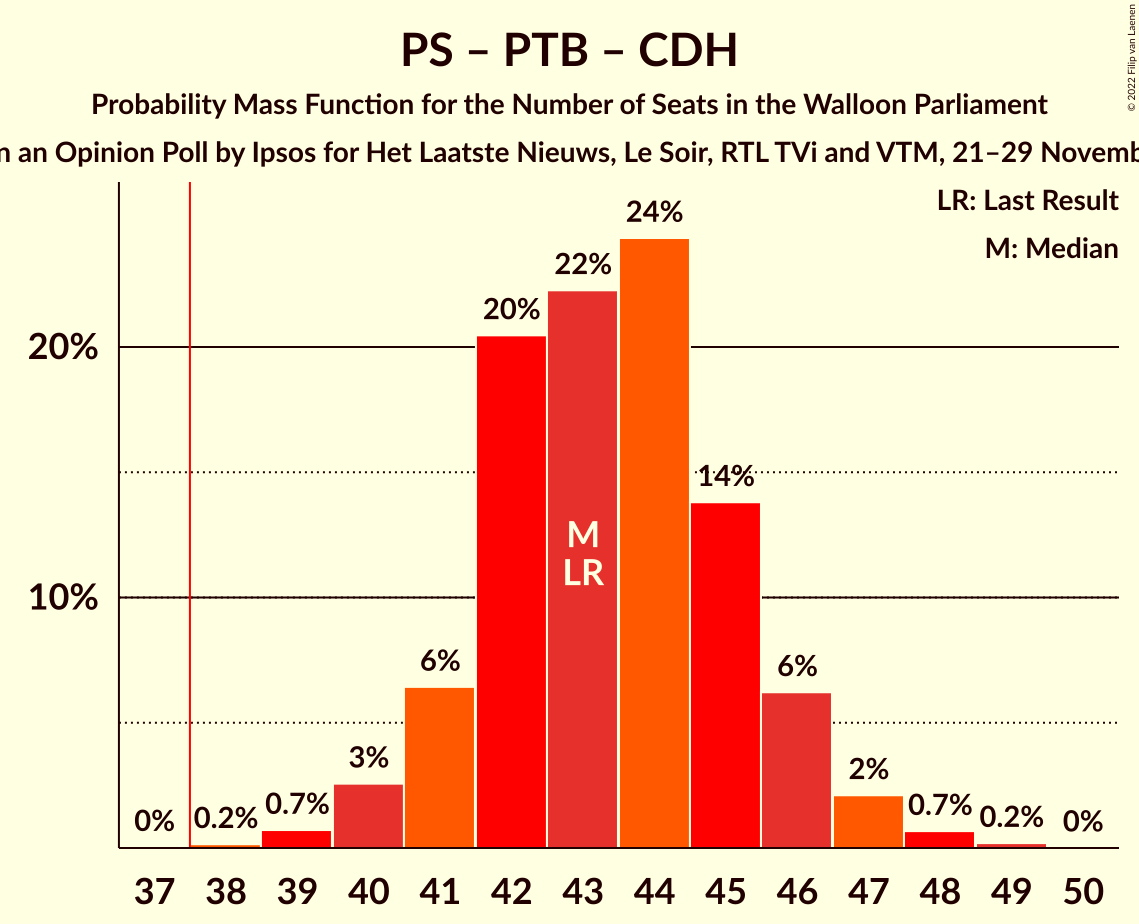 PS – PTB – CDH
Probability Mass Function for the Number of Seats in the Walloon Parliament
an Opinion Poll by Ipsos for Het Laatste Nieuws, Le Soir, RTL TVi and VTM, 21–29
© 2022 Filip van Laenen
LR: Last Result
M: Median
20%
10%
0% 0.2% 0.7% 3% 6% 20% 22% 24% 14% 6% 2% 0.7% 0.2% 0%
M
LR
37 38 39 40 41 42 43 44 45 46 47 48 49 50